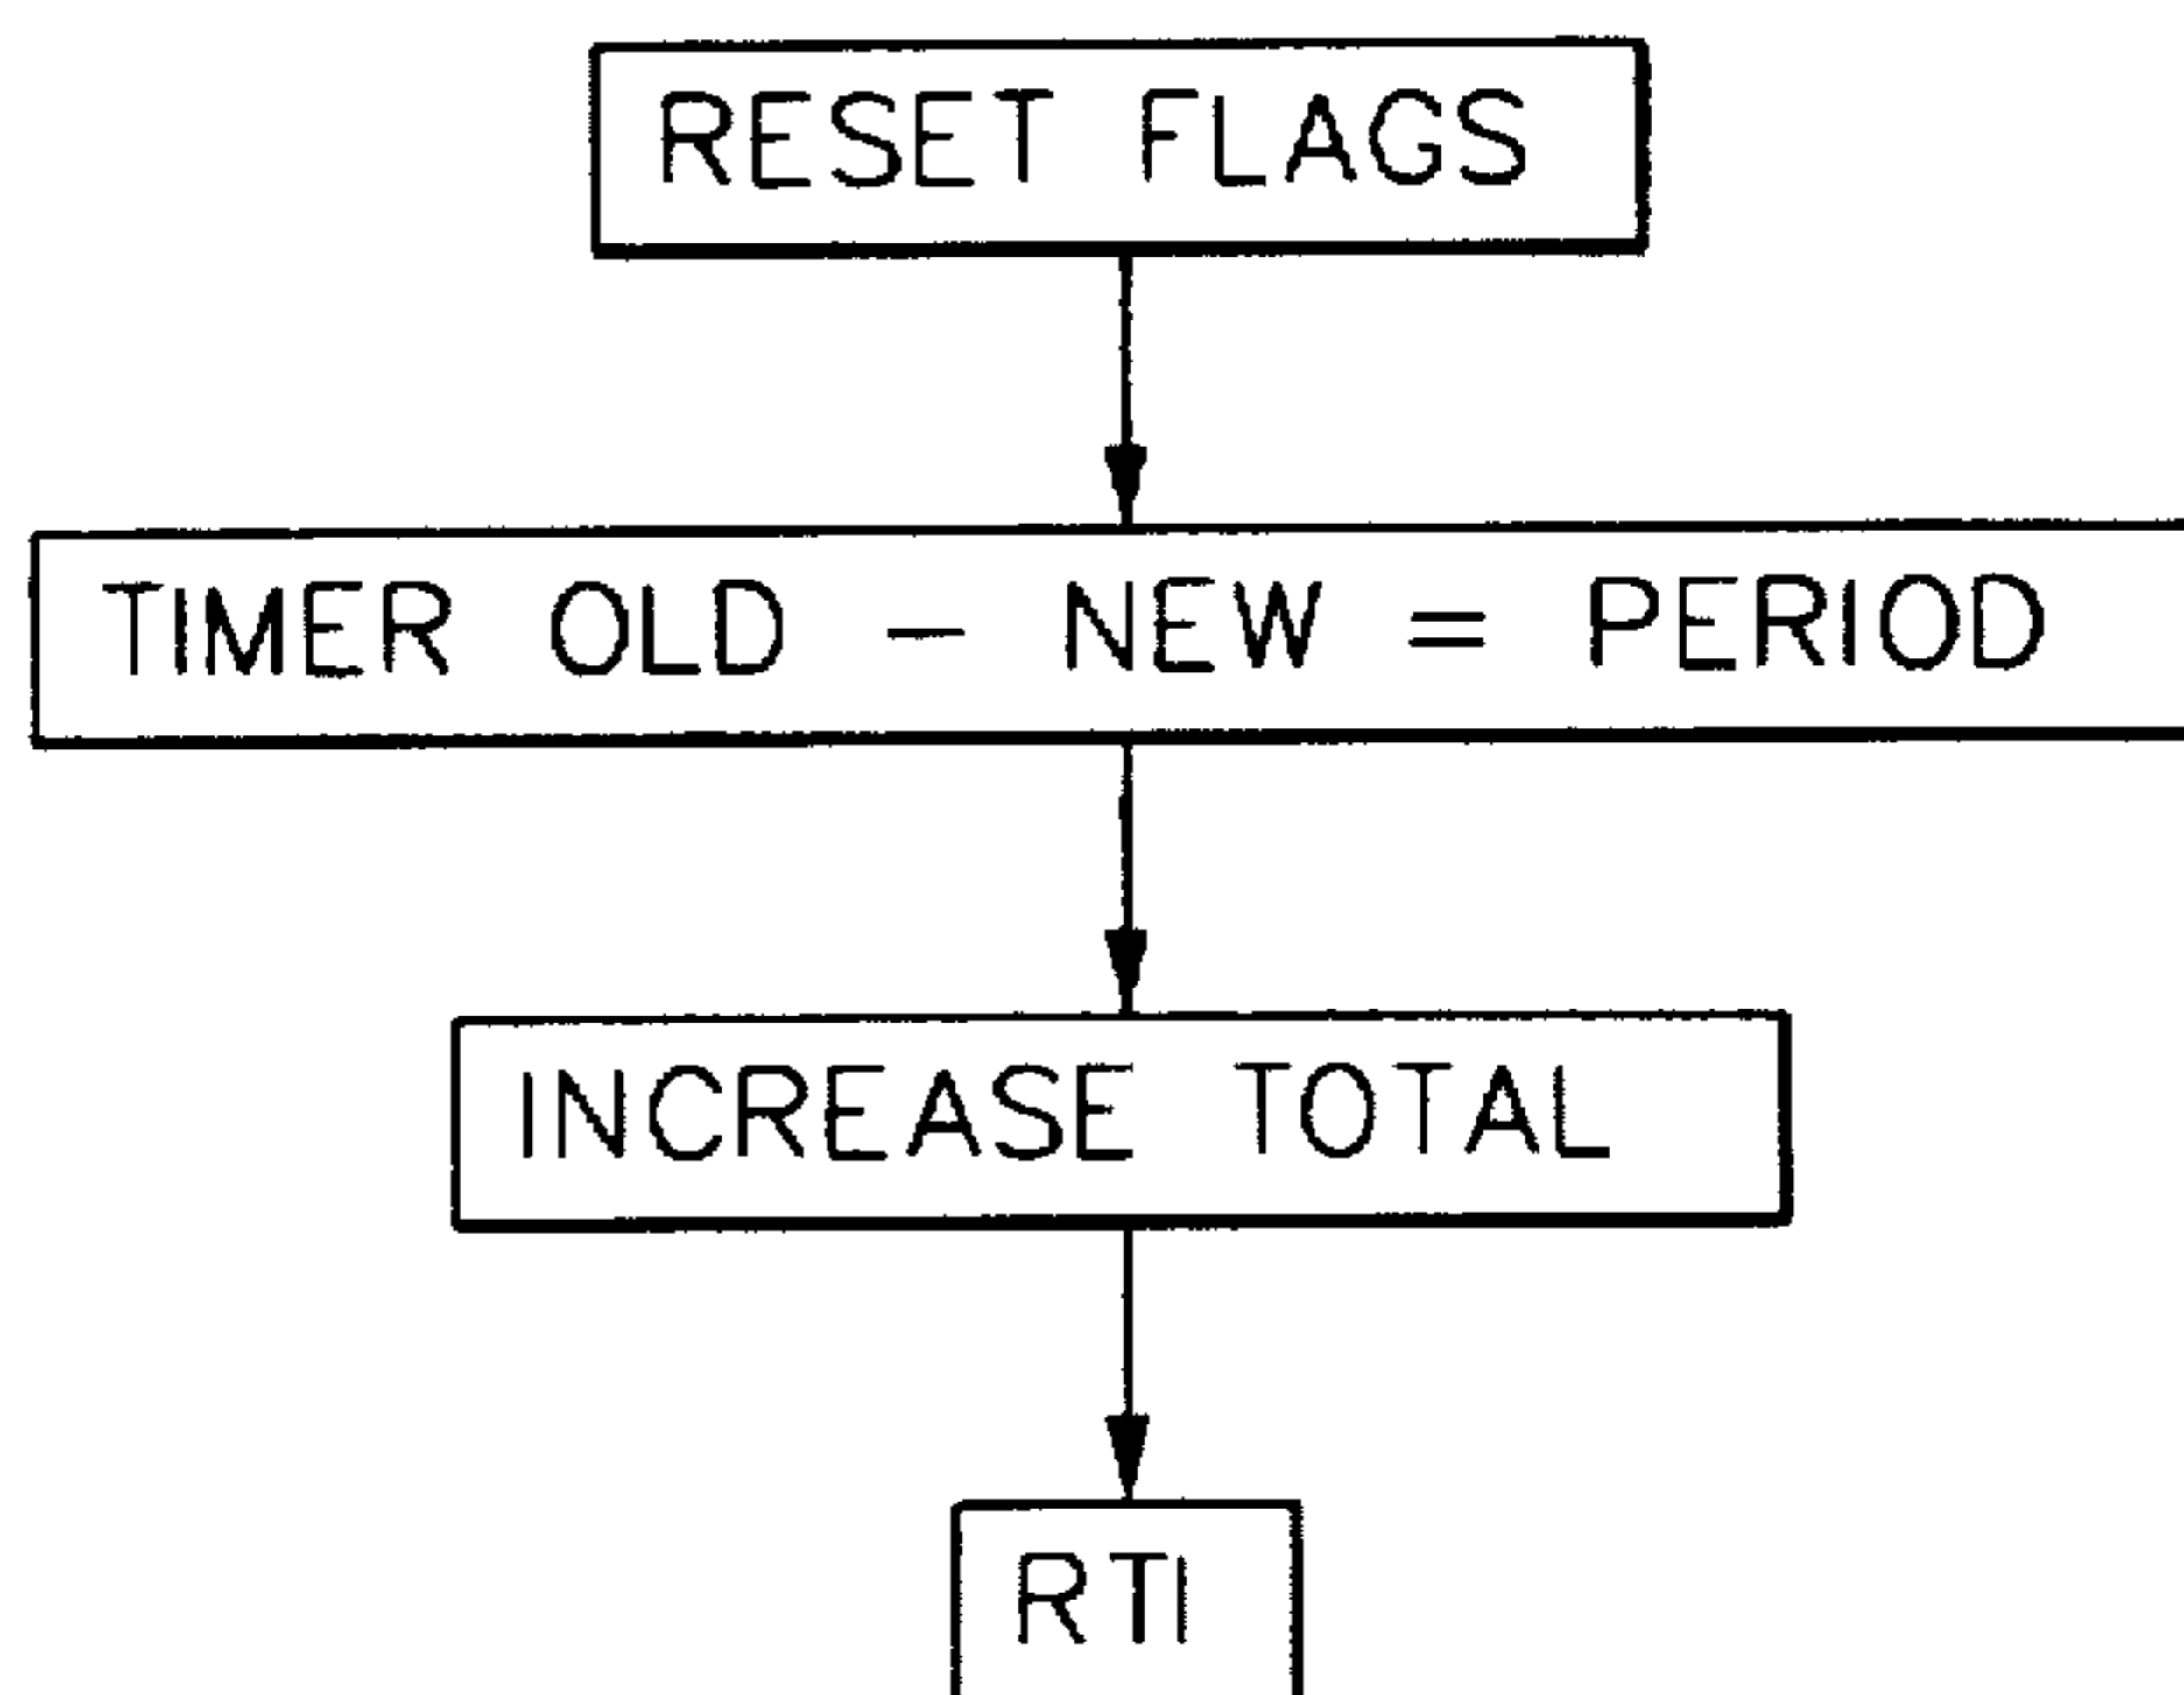 RESET FLAGS
TIMER OLD - NEW = PERIOD
INCREASE TOTAL
RTI